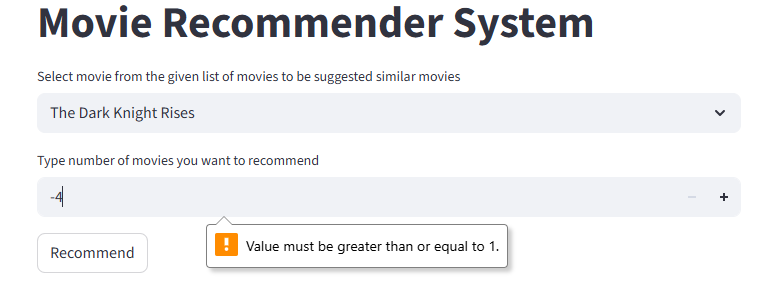 Movie Recommender System
Select movie from the given list of movies to be suggested similar movies
The Dark Knight Rises
Type number of movies you want to recommend
-4
Value must be greater than or equal to 1.
Recommend